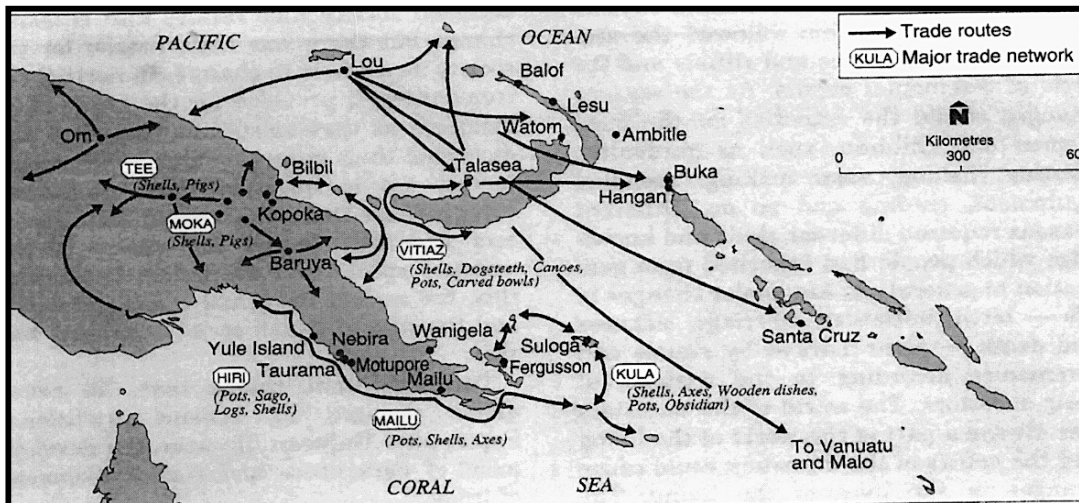 PACIFIC
OCEAN
Trade routes
KULA Major trade network
N
Kilometres
0 300 600
Lou
Balof
Lesu
Watom
Ambitle
Om
Bilbil
Talasea
Buka
Hangan
TEE
(Shells, Pigs)
Kopoka
MOKA
(Shells, Pigs)
Baruya
VITIAZ
(Shells, Dogsteeth, Canoes,
Pots, Carved bowls)
Santa Cruz
Nebira
Wanigela
Suloga
Yule Island
Taurama
Motupore
Fergusson
Mailu
KULA
(Shells, Axes, Wooden dishes,
Pots, Obsidian)
HIRI
(Pots, Sago,
Logs, Shells)
MAILU
(Pots, Shells, Axes)
To Vanuatu
and Malo
CORAL
SEA